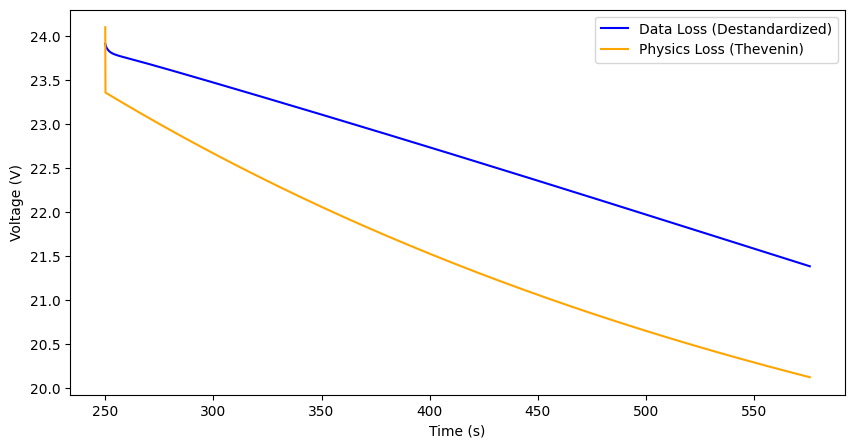 Data Loss (Destandardized)
Physics Loss (Thevenin)
24.0
23.5
23.0
22.5
22.0
21.5
21.0
20.5
20.0
Voltage (V)
250 300 350 400 450 500 550
Time (s)